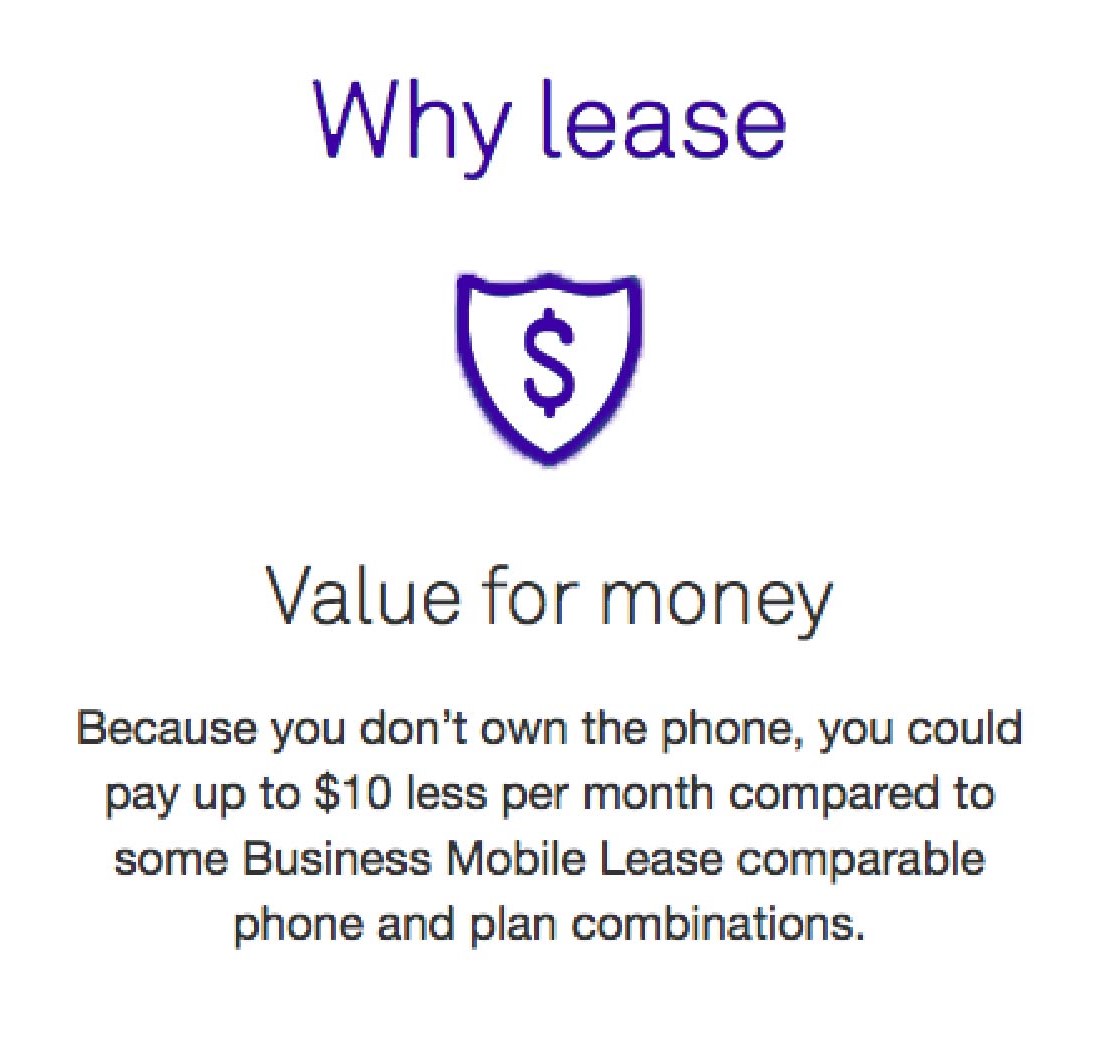 Why lease
$
Value for money
Because you don’t own the phone, you could
pay up to $10 less per month compared to
some Business Mobile Lease comparable
phone and plan combinations.